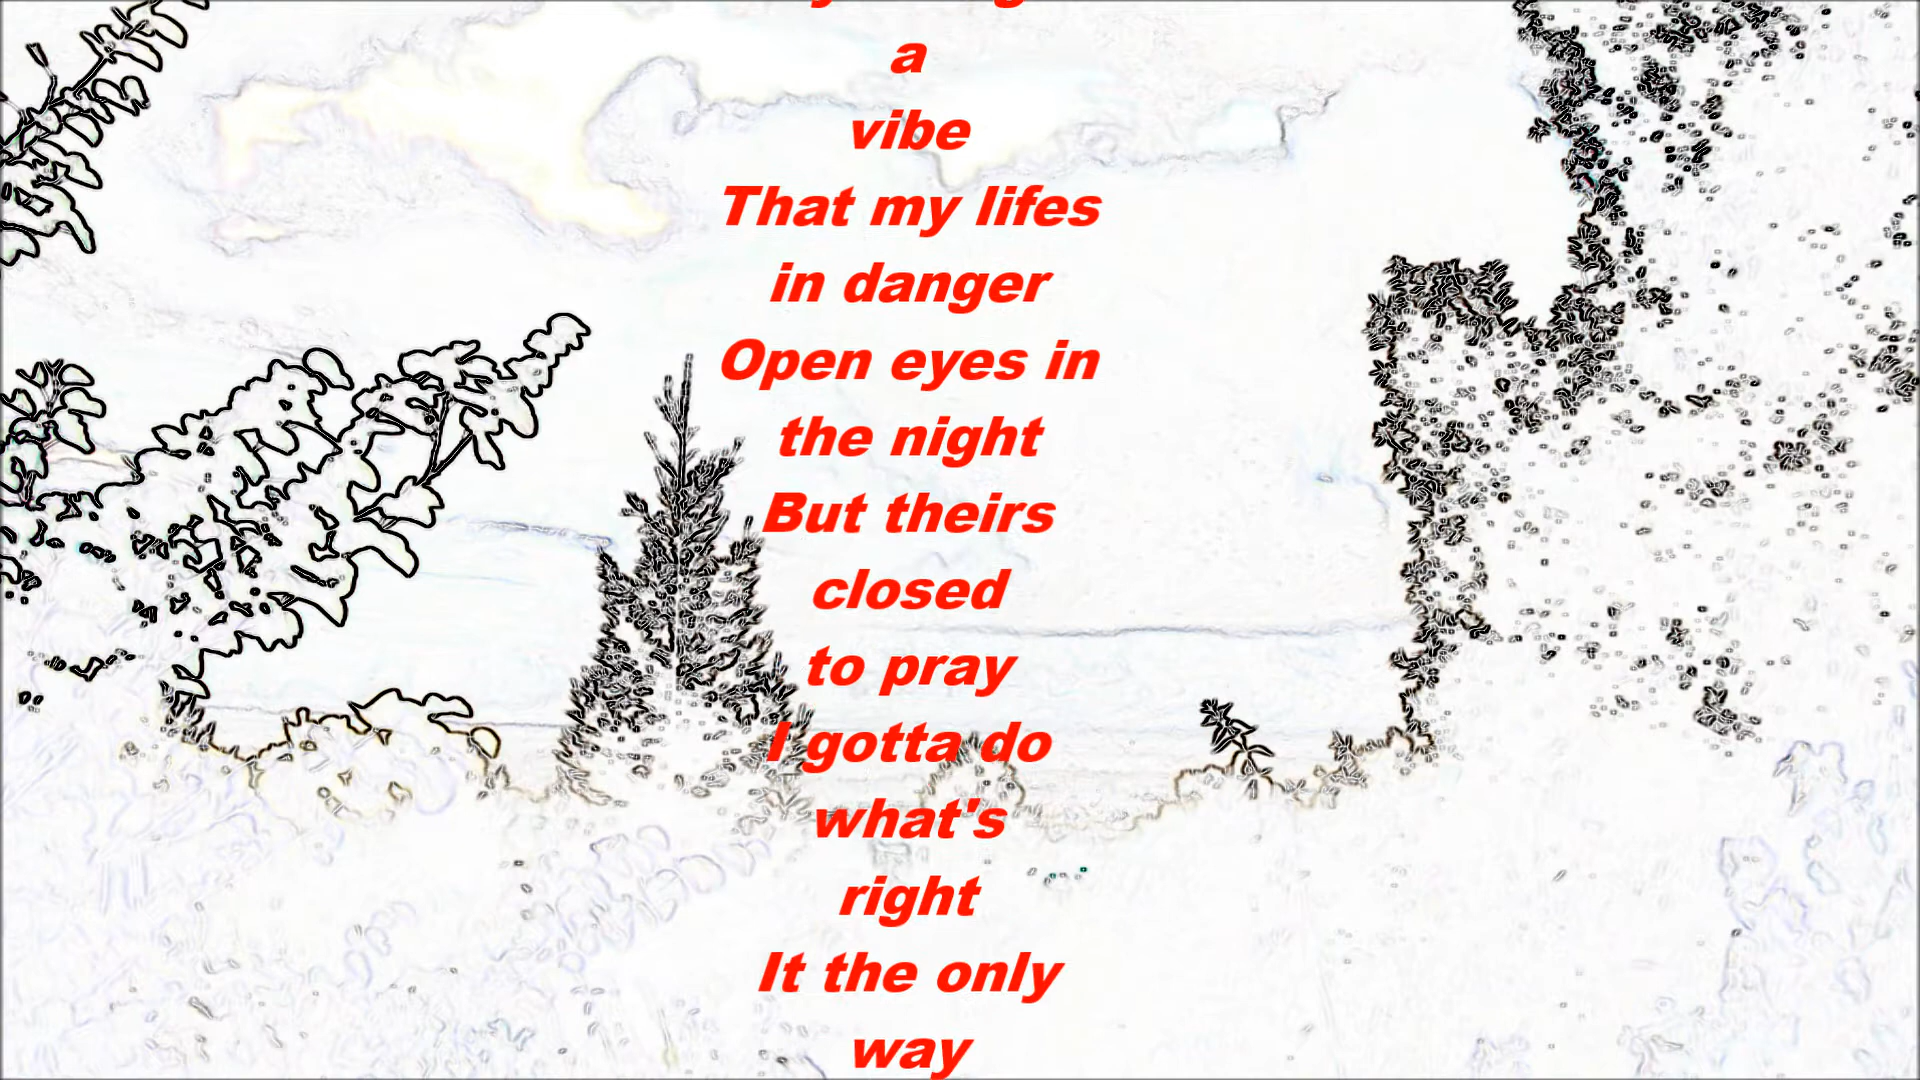 a
vibe
That my lifes
in danger
Open eyes in
the night
But theirs
closed
to pray
I gotta do
what's
right
It the only
way